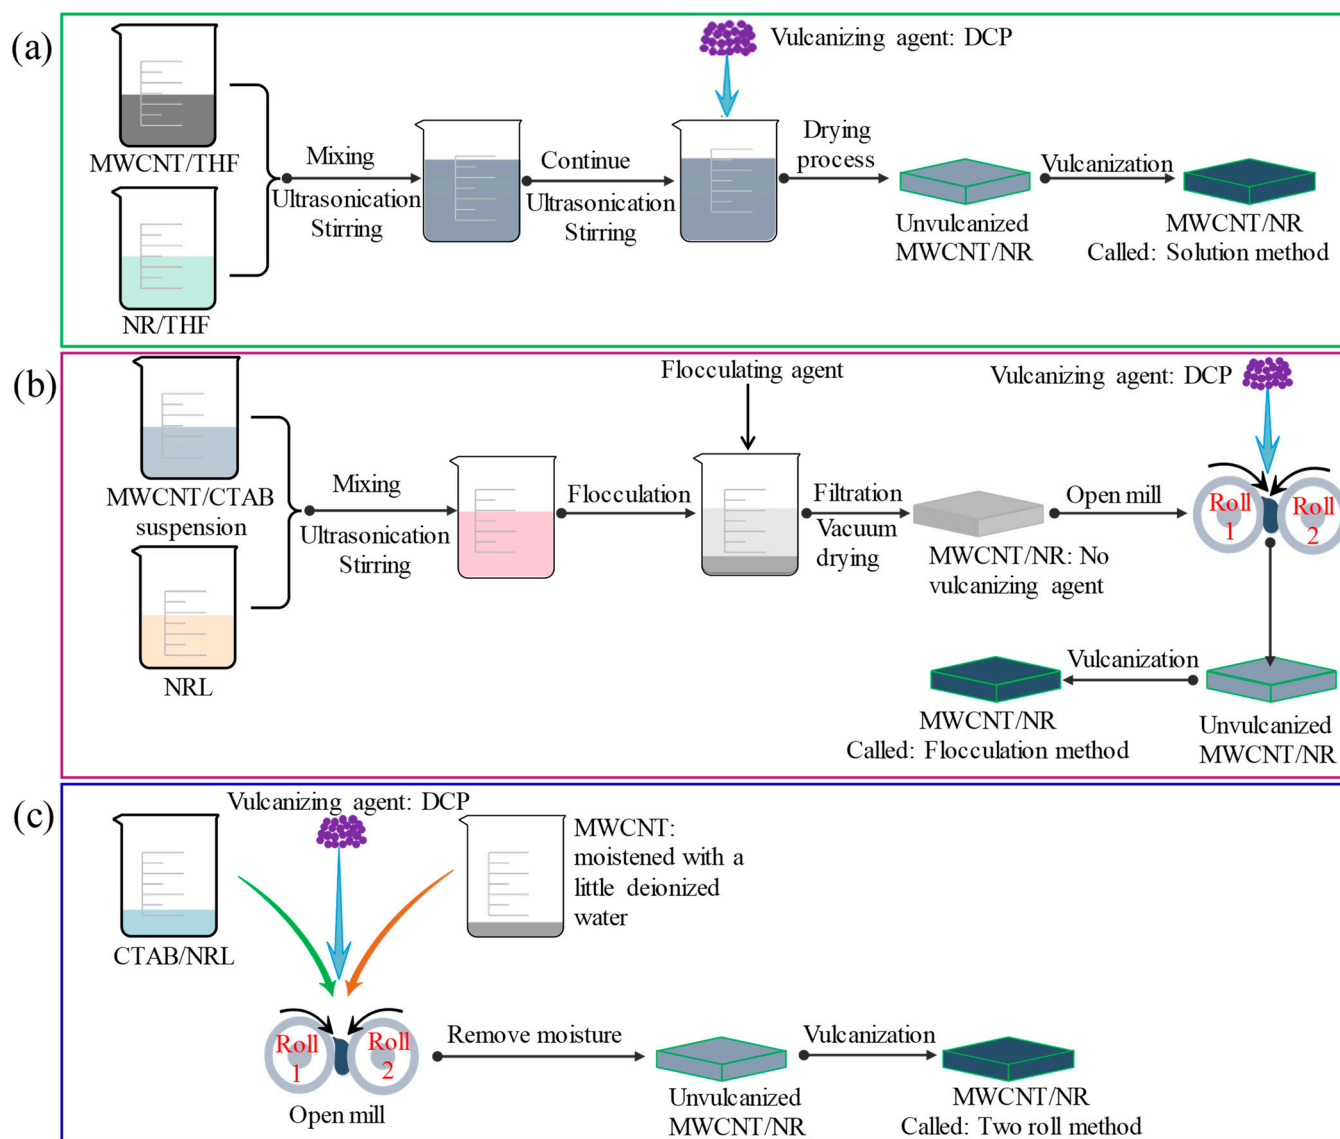 (a)
Vulcanizing agent: DCP
MWCNT/THF
NR/THF
Mixing
Ultrasonication
Stirring
Continue
Ultrasonication
Stirring
Drying
process
Unvulcanized
MWCNT/NR
Vulcanization
MWCNT/NR
Called: Solution method
(b)
MWCNT/CTAB
suspension
NRL
Mixing
Ultrasonication
Stirring
Flocculation
Flocculating agent
Filtration
Vacuum
drying
MWCNT/NR: No
vulcanizing agent
Open mill
Vulcanizing agent: DCP
Roll
1
Roll
2
Unvulcanized
MWCNT/NR
Vulcanization
MWCNT/NR
Called: Flocculation method
(c)
Vulcanizing agent: DCP
CTAB/NRL
MWCNT:
moistened with a
little deionized
water
Roll
1
Roll
2
Open mill
Remove moisture
Unvulcanized
MWCNT/NR
Vulcanization
MWCNT/NR
Called: Two roll method